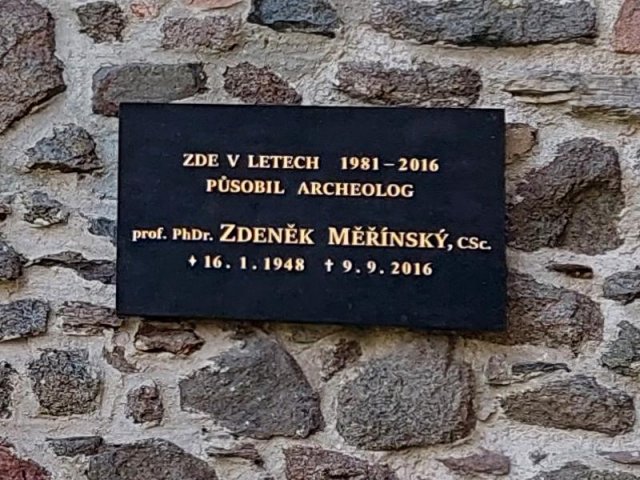 ZDE V LETECH 1981 – 2016
PŮSOBIL ARCHEOLOG
prof. PhDr. ZDENĚK MĚŘÍNSKÝ, CSc.
♦ 16. 1. 1948 † 9. 9. 2016